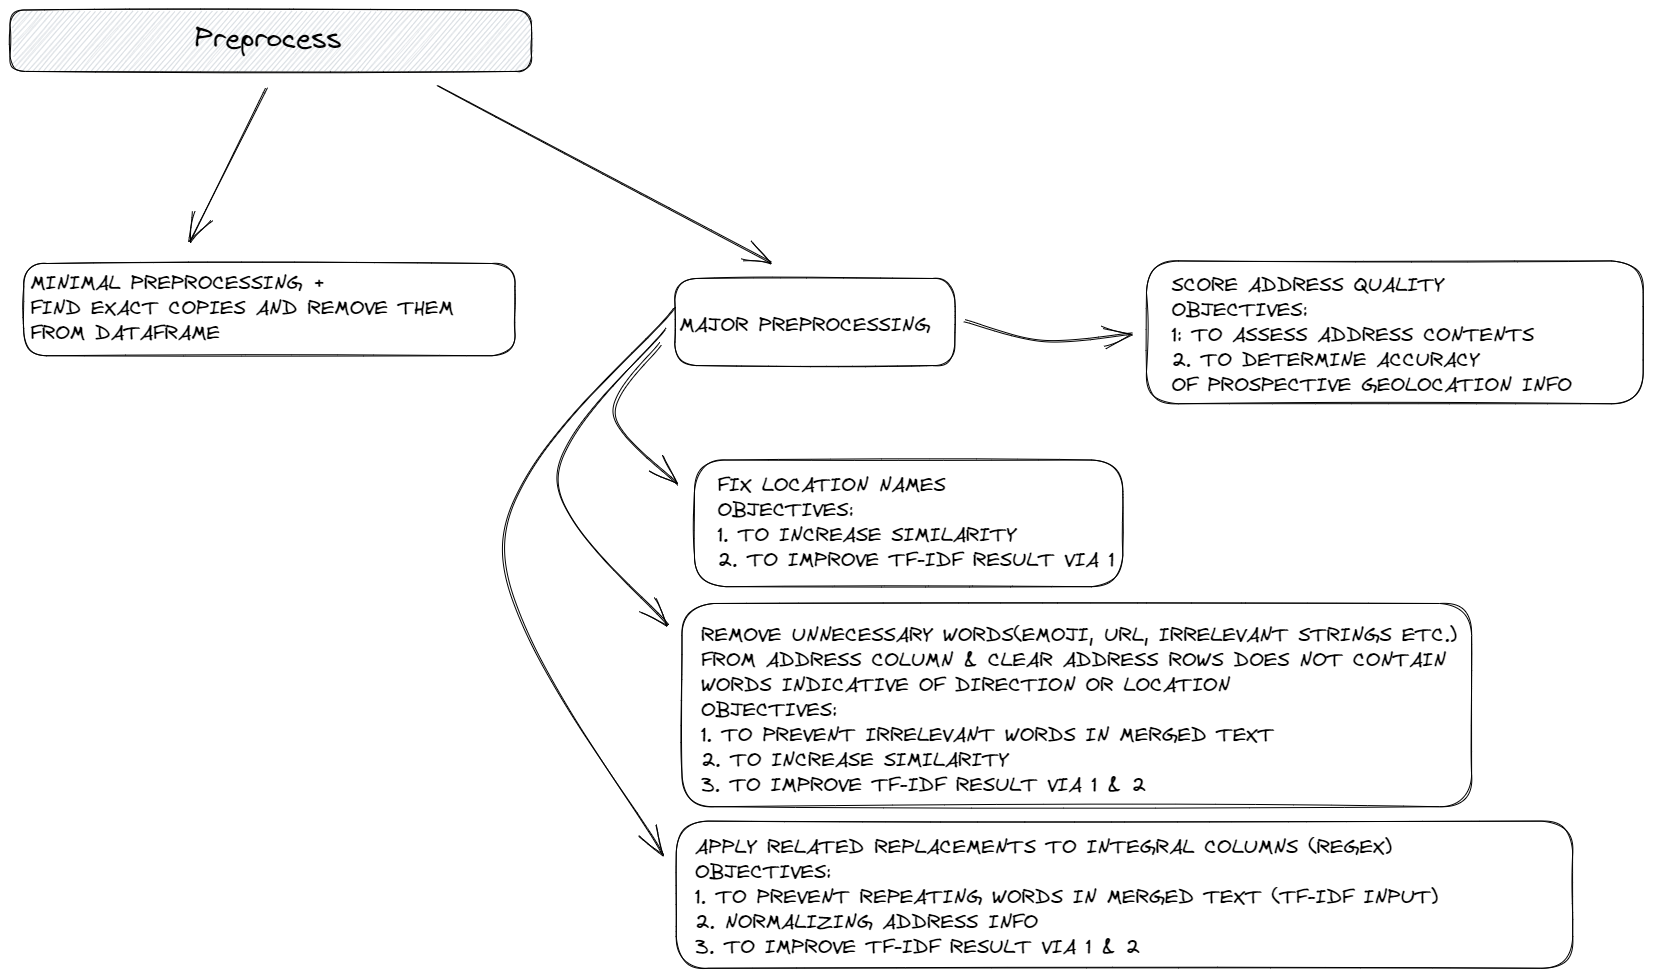 Preprocess
MINIMAL PREPROCESSING +
FIND EXACT COPIES AND REMOVE THEM
FROM DATAFRAME
MAJOR PREPROCESSING
SCORE ADDRESS QUALITY
OBJECTIVES:
1: TO ASSESS ADDRESS CONTENTS
2. TO DETERMINE ACCURACY
OF PROSPECTIVE GEOLOCATION INFO
FIX LOCATION NAMES
OBJECTIVES:
1. TO INCREASE SIMILARITY
2. TO IMPROVE TF-IDF RESULT VIA 1
REMOVE UNNECESSARY WORDS(EMOJI, URL, IRRELEVANT STRINGS ETC.)
FROM ADDRESS COLUMN & CLEAR ADDRESS ROWS DOES NOT CONTAIN
WORDS INDICATIVE OF DIRECTION OR LOCATION
OBJECTIVES:
1. TO PREVENT IRRELEVANT WORDS IN MERGED TEXT
2. TO INCREASE SIMILARITY
3. TO IMPROVE TF-IDF RESULT VIA 1 & 2
APPLY RELATED REPLACEMENTS TO INTEGRAL COLUMNS (REGEX)
OBJECTIVES:
1. TO PREVENT REPEATING WORDS IN MERGED TEXT (TF-IDF INPUT)
2. NORMALIZING ADDRESS INFO
3. TO IMPROVE TF-IDF RESULT VIA 1 & 2